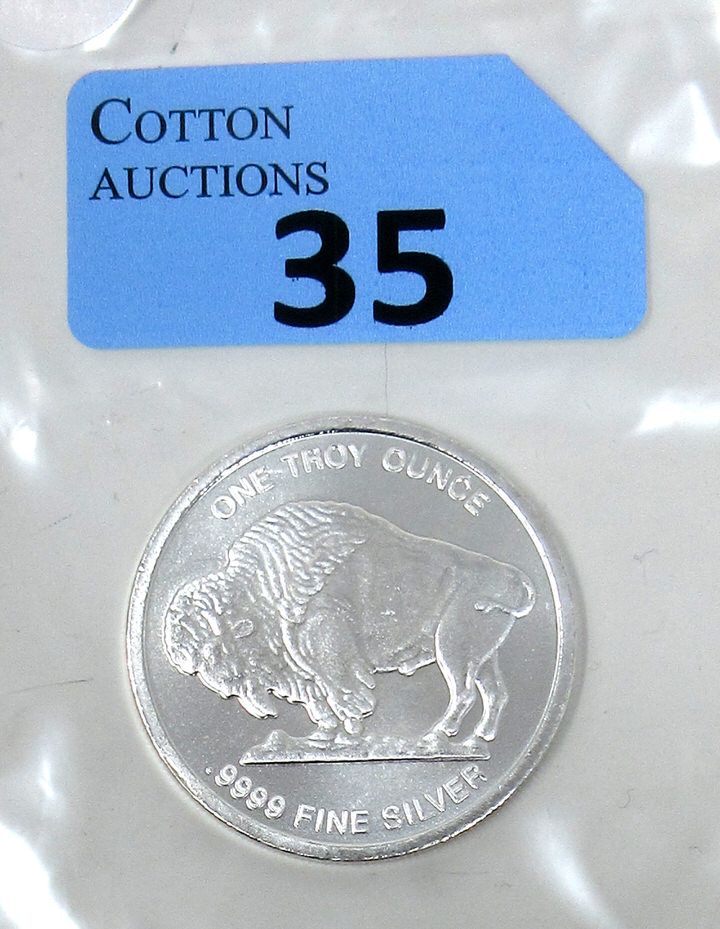 COTTON
AUCTIONS
35
ONE TROY OUNCE
.9999 FINE SILVER